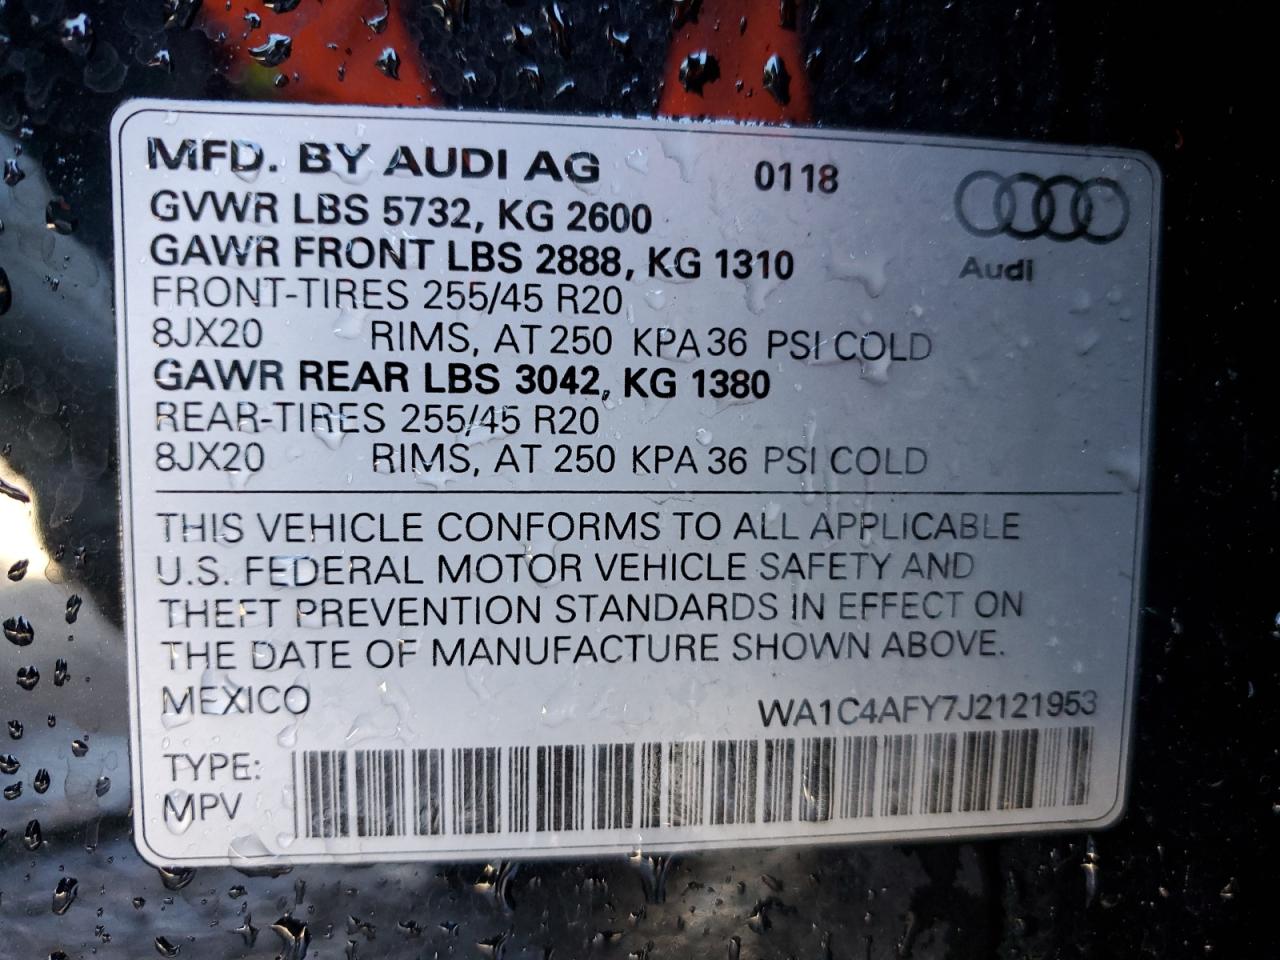 MFD. BY AUDI AG 0118
GVWR LBS 5732, KG 2600
GAWR FRONT LBS 2888, KG 1310
Audi
FRONT-TIRES 255/45 R20
8JX20 RIMS, AT 250 KPA 36 PSI COLD
GAWR REAR LBS 3042, KG 1380
REAR-TIRES 255/45 R20
8JX20 RIMS, AT 250 KPA 36 PSI COLD
THIS VEHICLE CONFORMS TO ALL APPLICABLE
U.S. FEDERAL MOTOR VEHICLE SAFETY AND
THEFT PREVENTION STANDARDS IN EFFECT ON
THE DATE OF MANUFACTURE SHOWN ABOVE.
MEXICO WA1C4AFY7J2121953
TYPE:
MPV